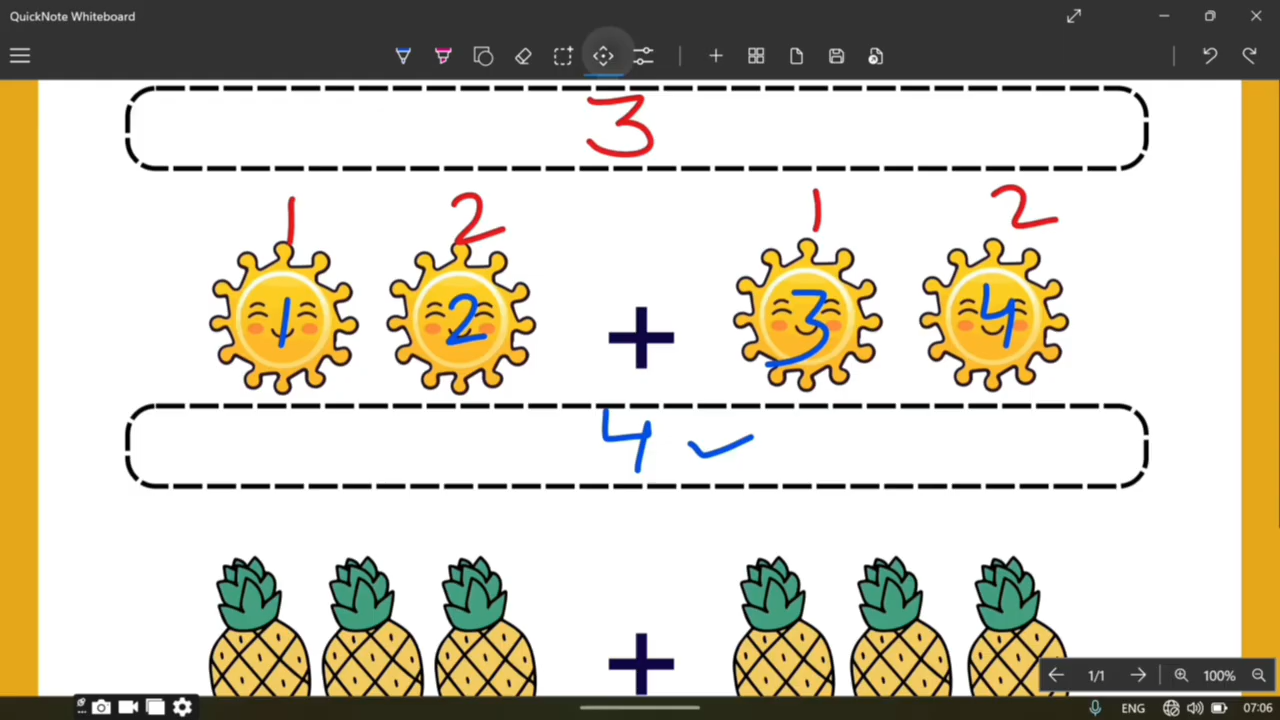 QuickNote Whiteboard
3
1 2 1 2
1 2 + 3 4
4 ✓
+
1/1 100%
ENG 07:06